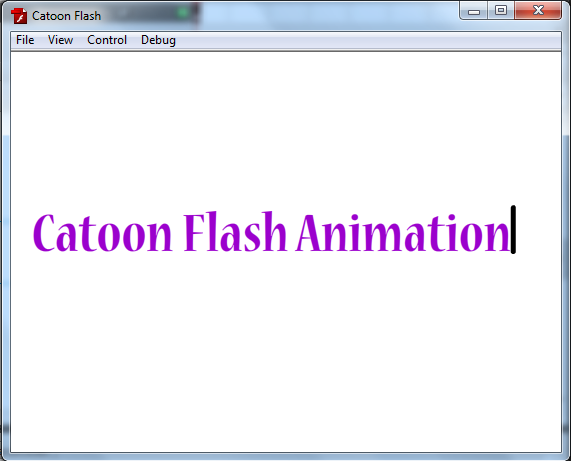 Catoon Flash
File View Control Debug
Catoon Flash Animation